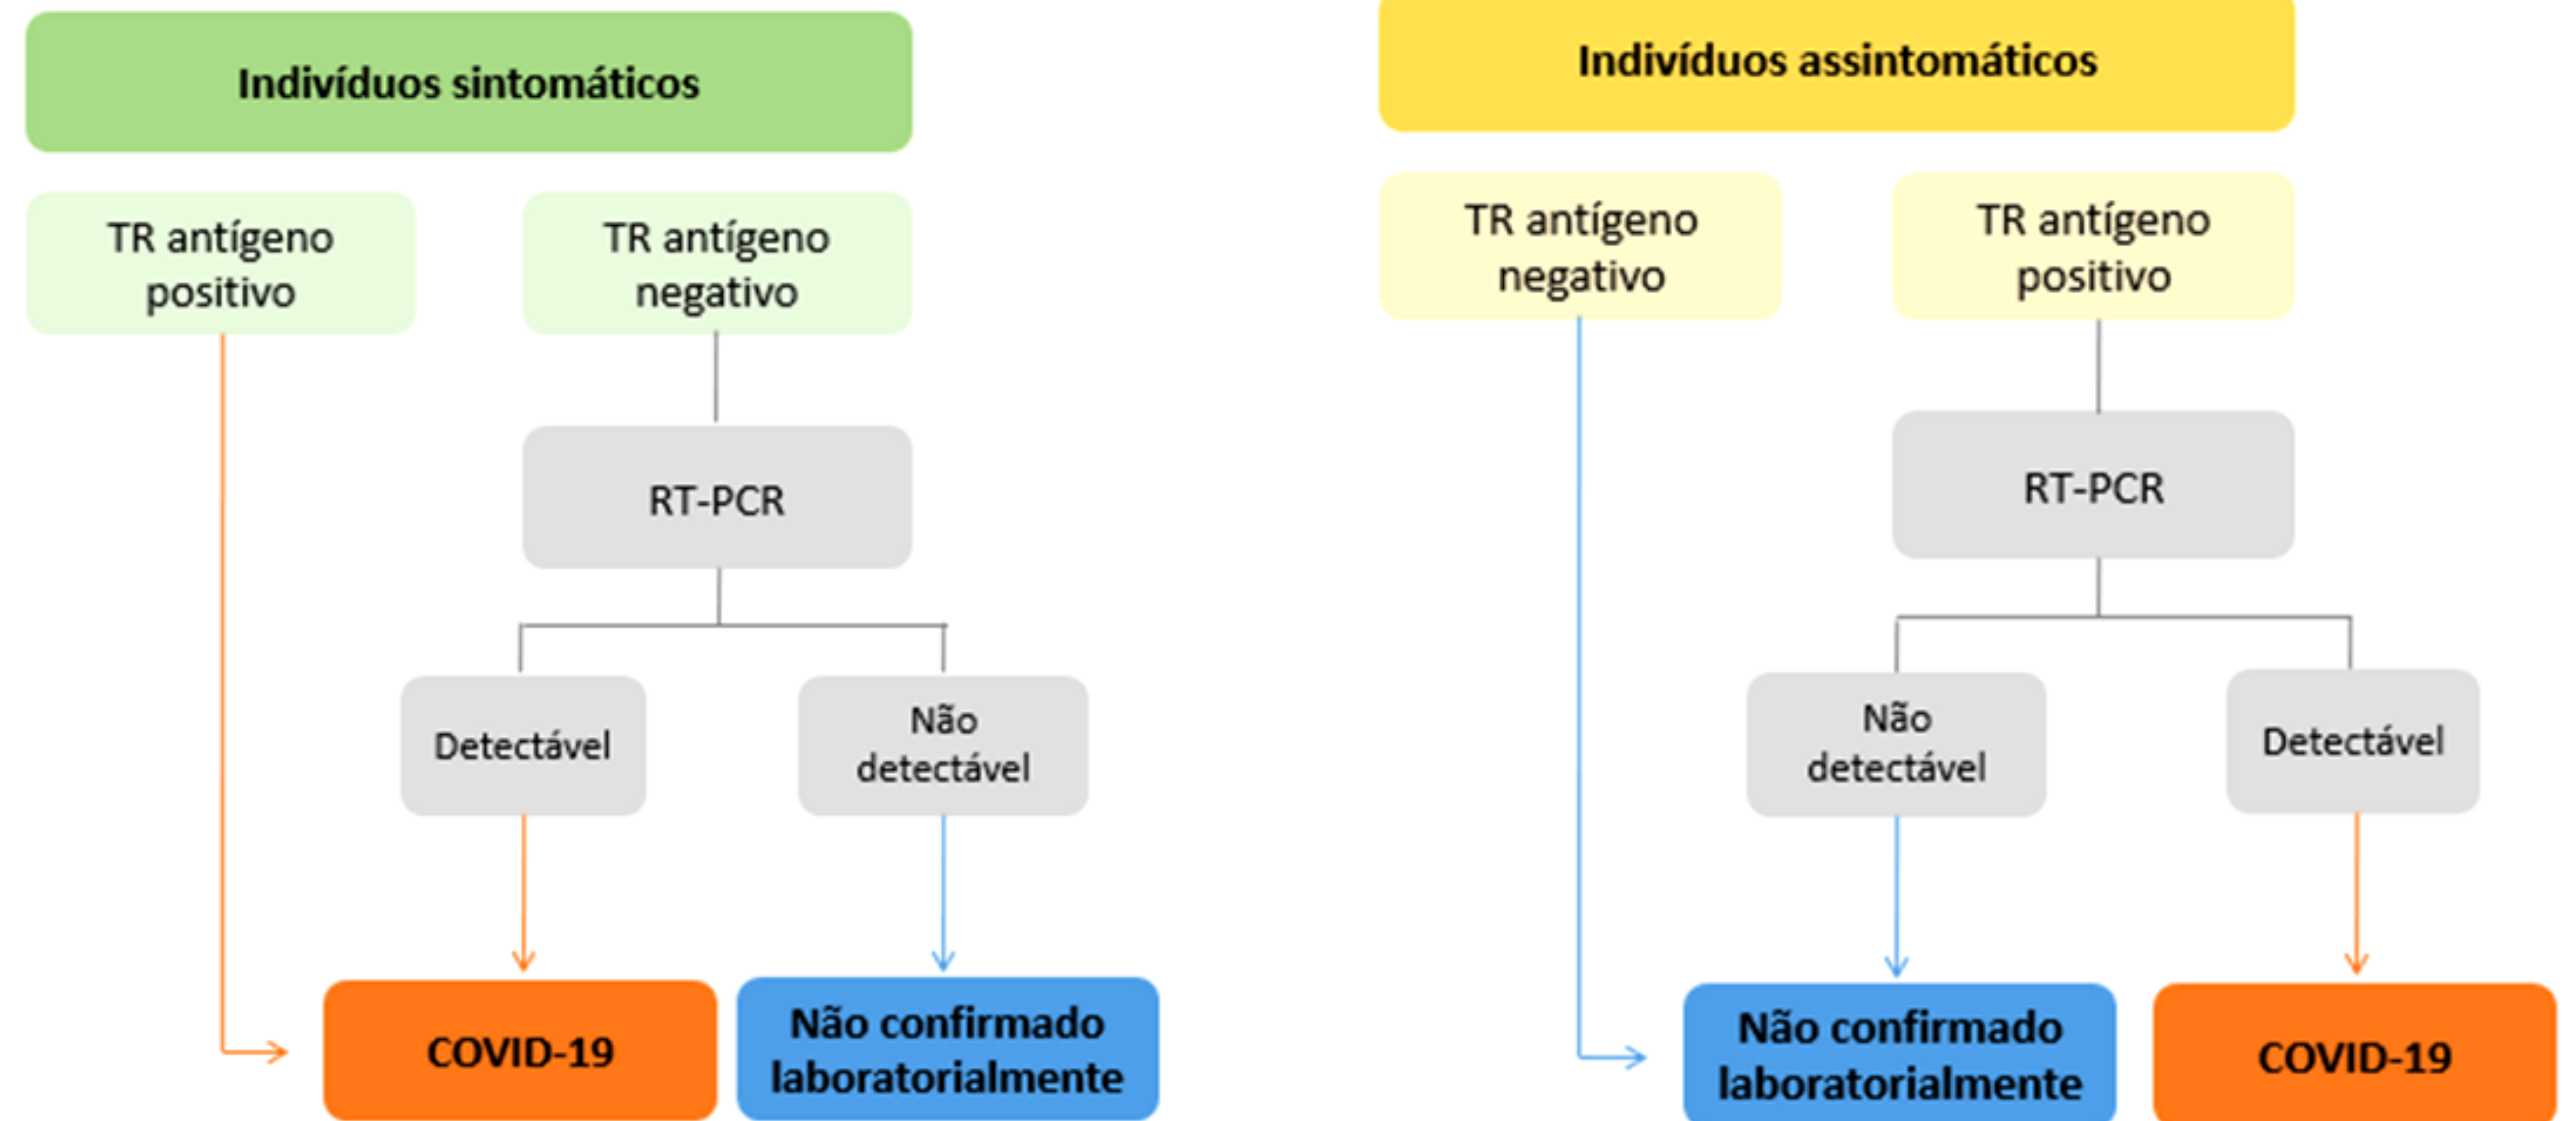 Indivíduos sintomáticos
TR antígeno
positivo
TR antígeno
negativo
RT-PCR
Detectável
Não
detectável
COVID-19
Não confirmado
laboratorialmente
Indivíduos assintomáticos
TR antígeno
negativo
TR antígeno
positivo
RT-PCR
Não
detectável
Detectável
Não confirmado
laboratorialmente
COVID-19